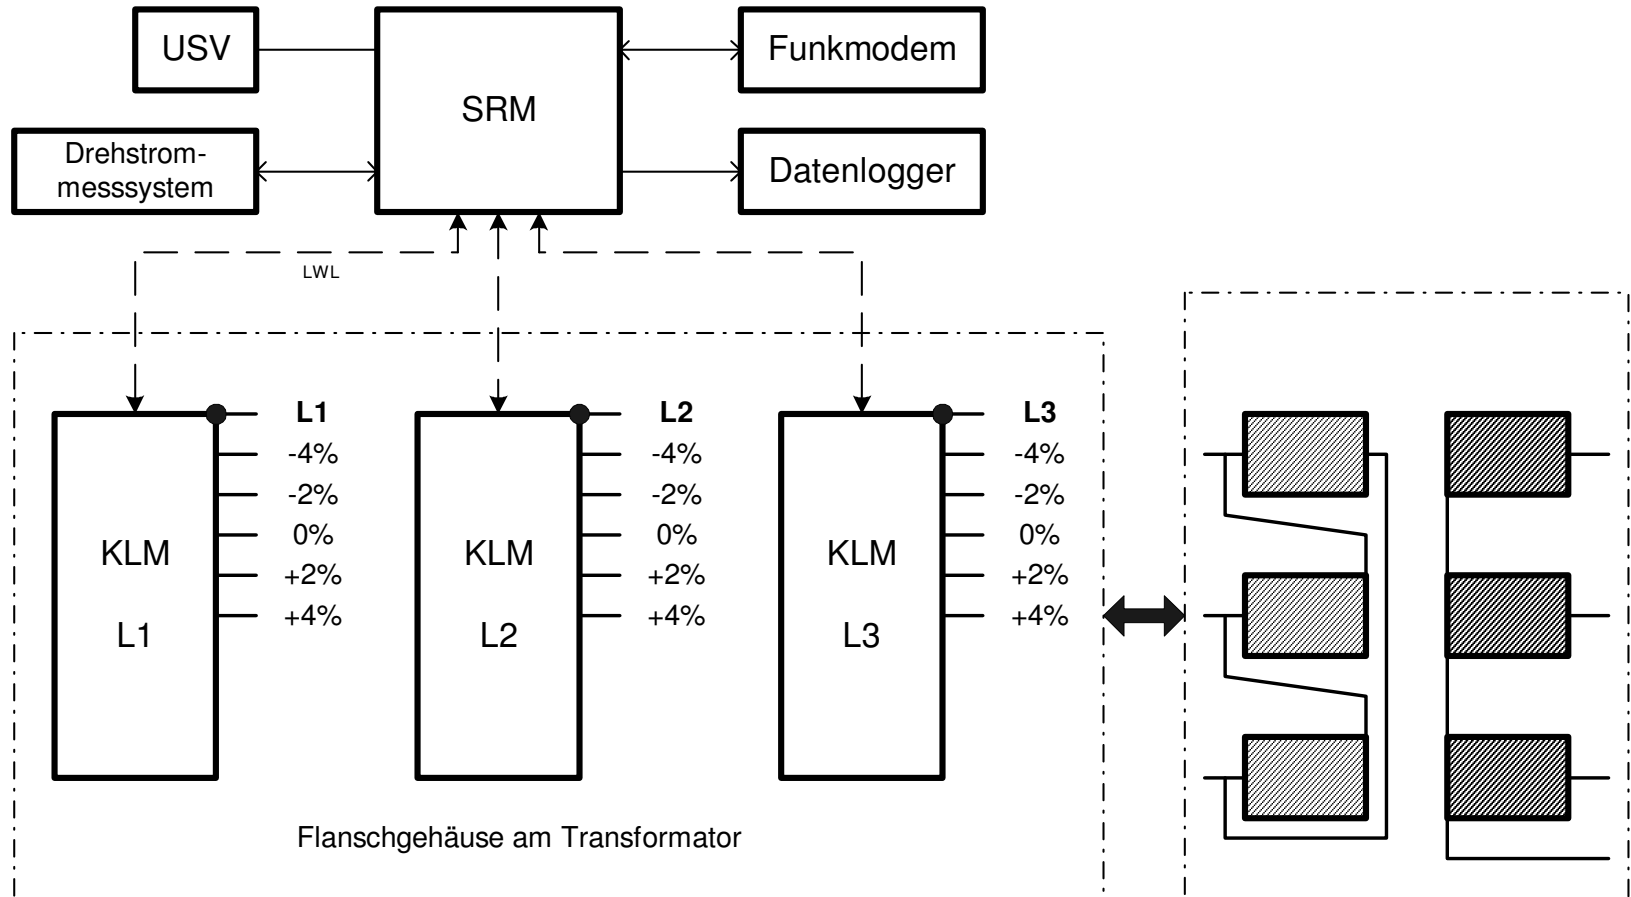 USV
SRM
Funkmodem
Drehstrom-
messsystem
Datenlogger
LWL
L1
-4%
-2%
0%
+2%
+4%
KLM
L1
L2
-4%
-2%
0%
+2%
+4%
KLM
L2
L3
-4%
-2%
0%
+2%
+4%
KLM
L3
Flanschgehäuse am Transformator